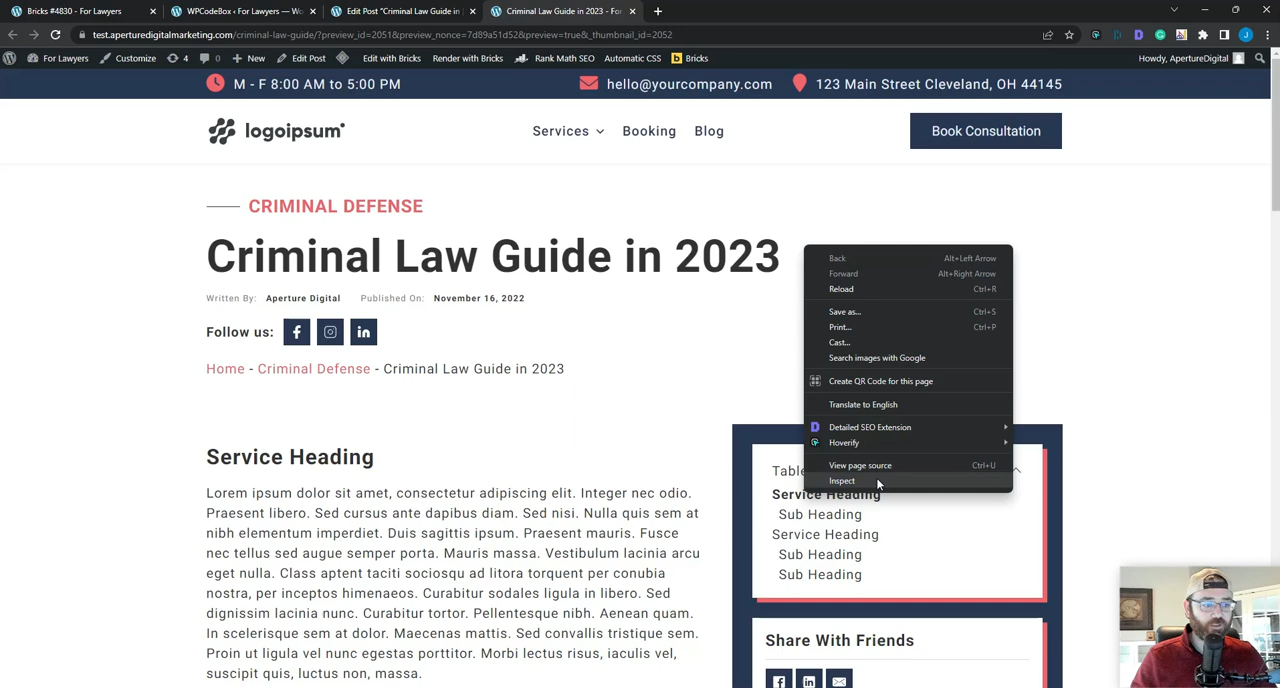 Bricks #4830 - For Lawyers
WPCodeBox ‹ For Lawyers — Wo
Edit Post "Criminal Law Guide in
Criminal Law Guide in 2023 - Fo
test.aperturedigitalmarketing.com/criminal-law-guide/?preview_id=2051&preview_nonce=7d89a51d52&preview=true&_thumbnail_id=2052
For Lawyers Customize 4 0 New Edit Post Edit with Bricks Render with Bricks Rank Math SEO Automatic CSS b Bricks Howdy, ApertureDigital
M - F 8:00 AM to 5:00 PM hello@yourcompany.com 123 Main Street Cleveland, OH 44145
logoipsum
Services Booking Blog Book Consultation
CRIMINAL DEFENSE
Criminal Law Guide in 2023
Written By: Aperture Digital Published On: November 16, 2022
Follow us:
Home - Criminal Defense - Criminal Law Guide in 2023
Back Alt+Left Arrow
Forward Alt+Right Arrow
Reload Ctrl+R
Save as... Ctrl+S
Print... Ctrl+P
Cast...
Search images with Google
Create QR Code for this page
Translate to English
Detailed SEO Extension
Hoverify
View page source Ctrl+U
Inspect
Service Heading
Lorem ipsum dolor sit amet, consectetur adipiscing elit. Integer nec odio.
Praesent libero. Sed cursus ante dapibus diam. Sed nisi. Nulla quis sem at
nibh elementum imperdiet. Duis sagittis ipsum. Praesent mauris. Fusce
nec tellus sed augue semper porta. Mauris massa. Vestibulum lacinia arcu
eget nulla. Class aptent taciti sociosqu ad litora torquent per conubia
nostra, per inceptos himenaeos. Curabitur sodales ligula in libero. Sed
dignissim lacinia nunc. Curabitur tortor. Pellentesque nibh. Aenean quam.
In scelerisque sem at dolor. Maecenas mattis. Sed convallis tristique sem.
Proin ut ligula vel nunc egestas porttitor. Morbi lectus risus, iaculis vel,
suscipit quis, luctus non, massa.
Table
Service Heading
Sub Heading
Service Heading
Sub Heading
Sub Heading
Share With Friends